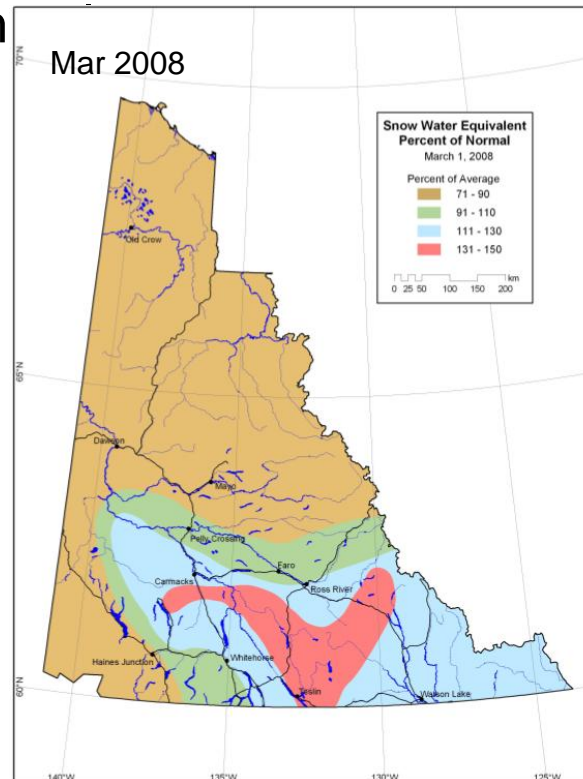 n
Mar 2008
70°N
Snow Water Equivalent
Percent of Normal
March 1, 2008
Percent of Average
71 - 90
91 - 110
111 - 130
131 - 150
km
0 25 50 100 150 200
Old Crow
65°N
Dawson
Mayo
Pelly Crossing
Faro
Carmacks
Ross River
Haines Junction
Whitehorse
Teslin
Watson Lake
60°N
140°W
135°W
130°W
125°W